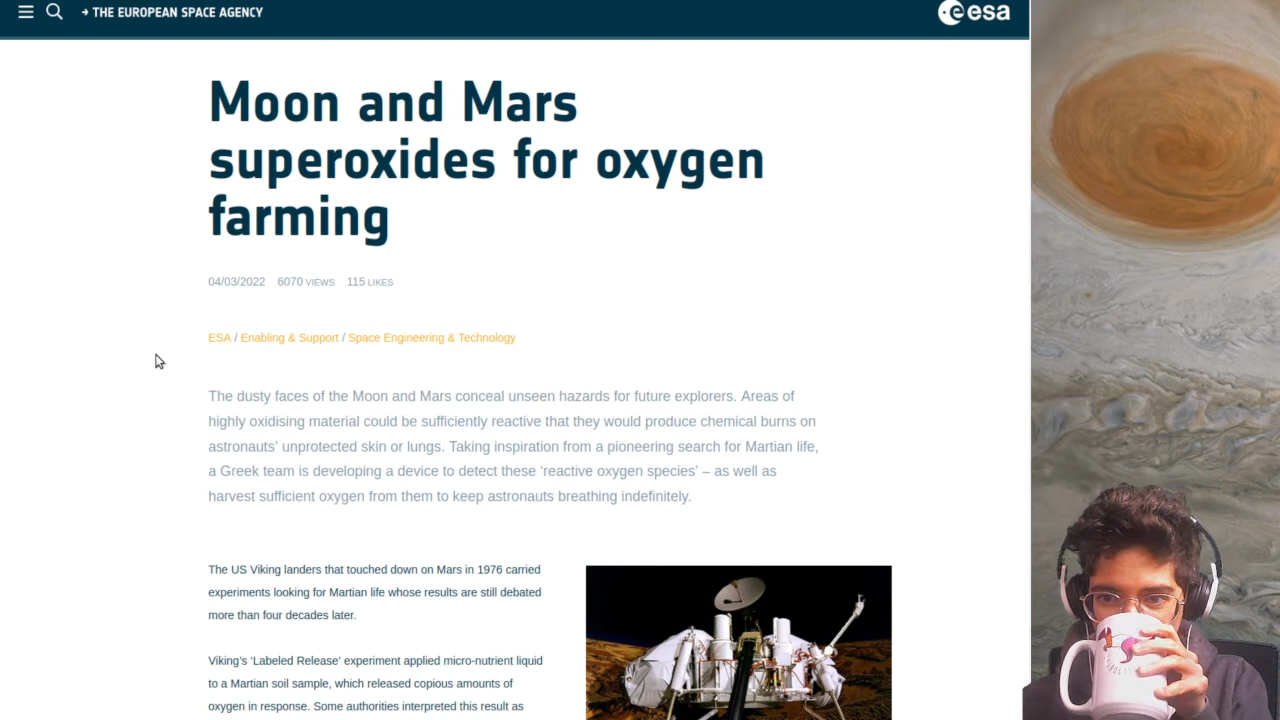 → THE EUROPEAN SPACE AGENCY
esa
Moon and Mars
superoxides for oxygen
farming
04/03/2022 6070 VIEWS 115 LIKES
ESA / Enabling & Support / Space Engineering & Technology
The dusty faces of the Moon and Mars conceal unseen hazards for future explorers. Areas of
highly oxidising material could be sufficiently reactive that they would produce chemical burns on
astronauts’ unprotected skin or lungs. Taking inspiration from a pioneering search for Martian life,
a Greek team is developing a device to detect these ‘reactive oxygen species’ – as well as
harvest sufficient oxygen from them to keep astronauts breathing indefinitely.
The US Viking landers that touched down on Mars in 1976 carried
experiments looking for Martian life whose results are still debated
more than four decades later.
Viking’s ‘Labeled Release’ experiment applied micro-nutrient liquid
to a Martian soil sample, which released copious amounts of
oxygen in response. Some authorities interpreted this result as